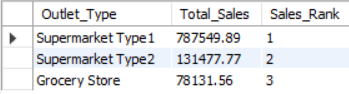 Outlet_Type Total_Sales Sales_Rank
Supermarket Type1 787549.89 1
Supermarket Type2 131477.77 2
Grocery Store 78131.56 3